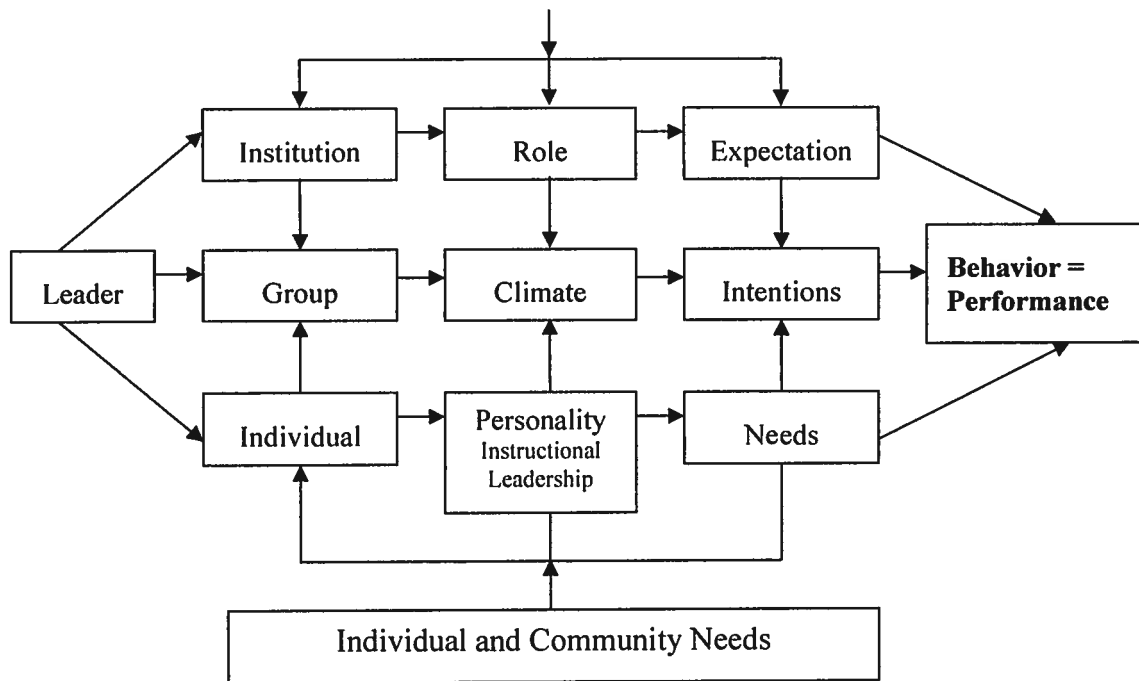 Institution
Role
Expectation
Leader
Group
Climate
Intentions
Behavior =
Performance
Individual
Personality
Instructional
Leadership
Needs
Individual and Community Needs